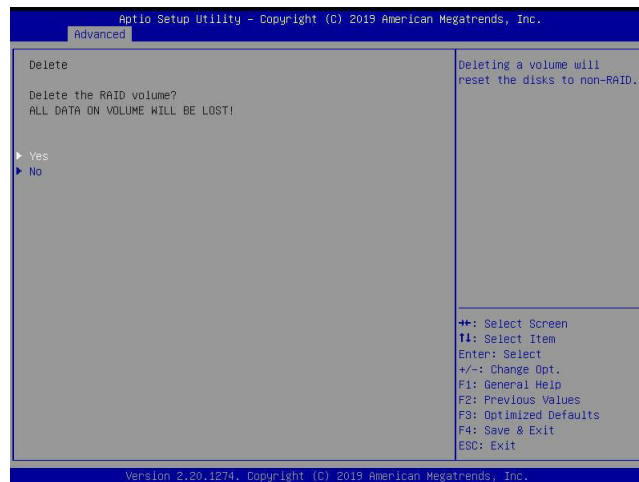 Aptio Setup Utility – Copyright (C) 2019 American Megatrends, Inc.
Advanced
Delete
Delete the RAID volume?
ALL DATA ON VOLUME WILL BE LOST!
Yes
No
Deleting a volume will
reset the disks to non-RAID.
→←: Select Screen
↑↓: Select Item
Enter: Select
+/-: Change Opt.
F1: General Help
F2: Previous Values
F3: Optimized Defaults
F4: Save & Exit
ESC: Exit
Version 2.20.1274. Copyright (C) 2019 American Megatrends, Inc.